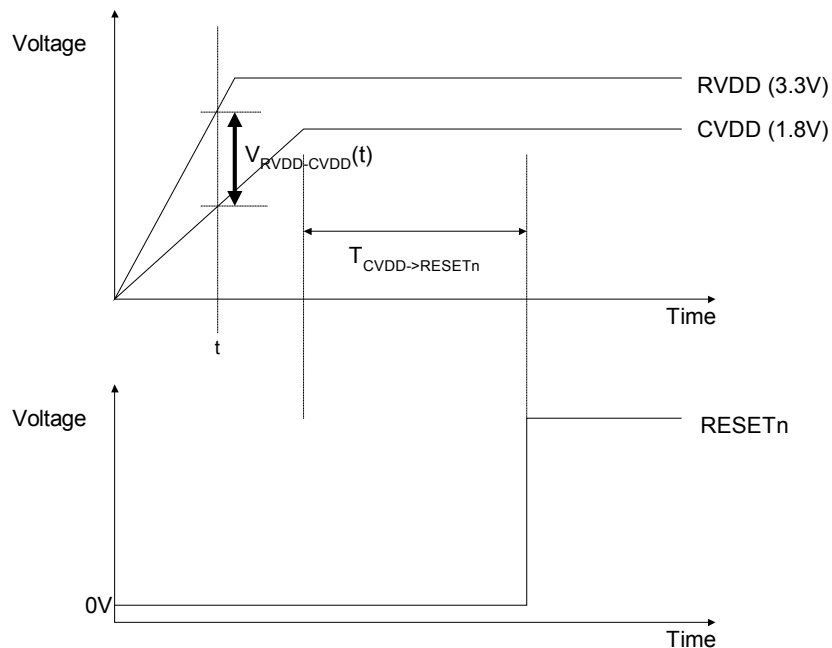 Voltage
RVDD (3.3V)
CVDD (1.8V)
VRVDD-CVDD(t)
TCVDD->RESETn
Time
t
Voltage
RESETn
0V
Time